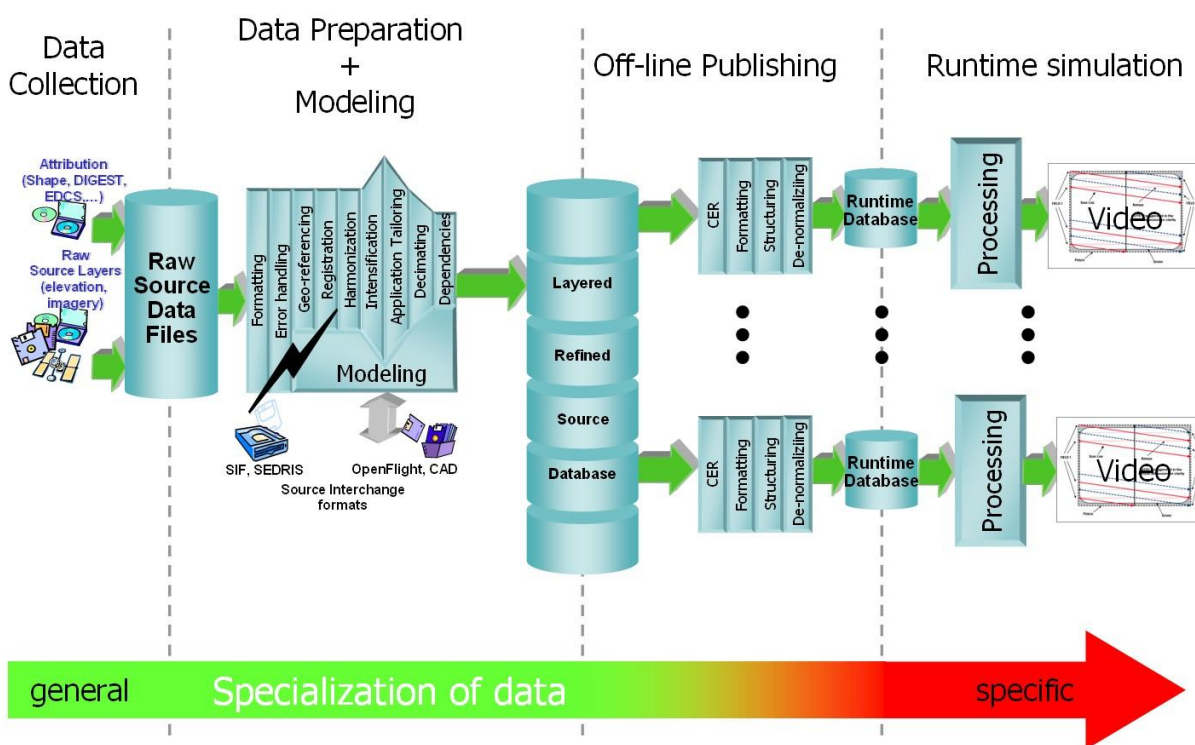 Data
Collection
Data Preparation
+
Modeling
Off-line Publishing
Runtime simulation
Attribution
(Shape, DIGEST,
EDCS,...)
Raw
Source Layers
(elevation,
imagery)
Raw
Source
Data
Files
Formatting
Error handling
Geo-referencing
Registration
Harmonization
Intensification
Application Tailoring
Decimating
Dependencies
Modeling
SIF, SEDRIS
OpenFlight, CAD
Source Interchange
formats
Layered
Refined
Source
Database
CER
Formatting
Structuring
De-normaliziing
Runtime
Database
Processing
Video
CER
Formatting
Structuring
De-normaliziing
Runtime
Database
Processing
Video
general
Specialization of data
specific